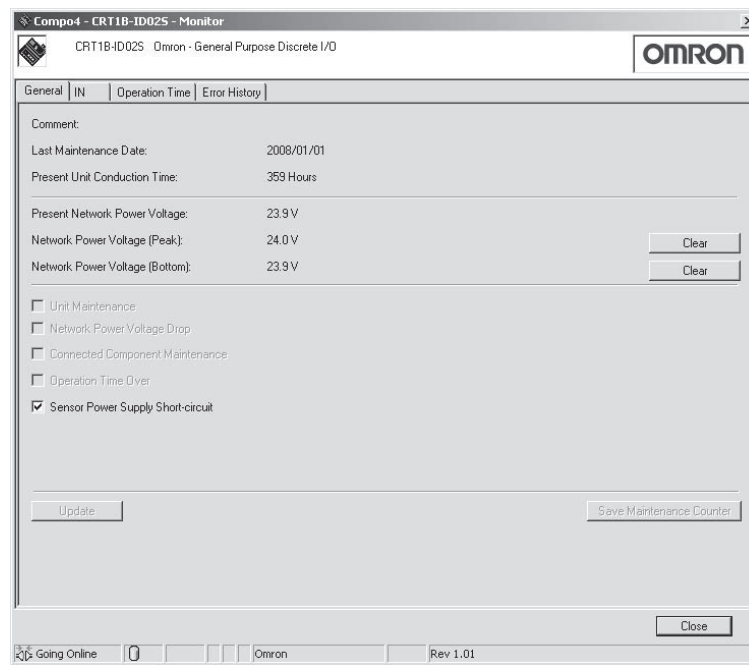 Compo4 - CRT1B-ID02S - Monitor
CRT1B-ID02S Omron - General Purpose Discrete I/O
OMRON
General IN Operation Time Error History
Comment:
Last Maintenance Date: 2008/01/01
Present Unit Conduction Time: 359 Hours
Present Network Power Voltage: 23.9 V
Network Power Voltage (Peak): 24.0 V Clear
Network Power Voltage (Bottom): 23.9 V Clear
Unit Maintenance
Network Power Voltage Drop
Connected Component Maintenance
Operation Time Over
Sensor Power Supply Short-circuit
Update Save Maintenance Counter
Close
Going Online Omron Rev 1.01